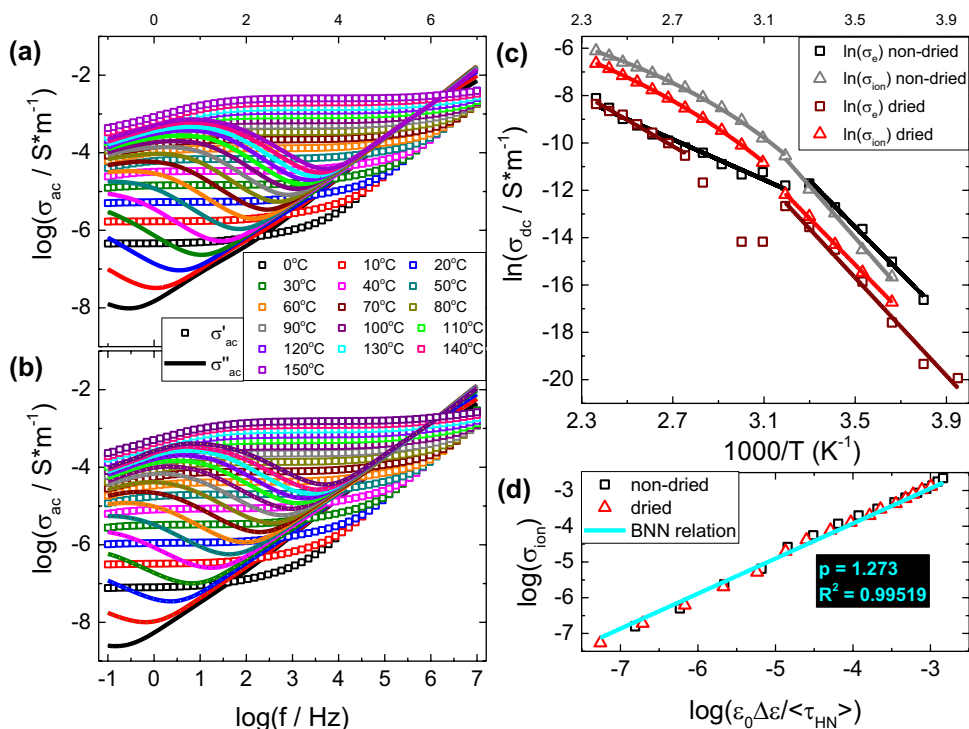 0 2 4 6
(a)
-2
-4
-6
-8
log(σac / S*m-1)
0°C 10°C 20°C
30°C 40°C 50°C
60°C 70°C 80°C
90°C 100°C 110°C
120°C 130°C 140°C
150°C
σ'ac
σ''ac
(b)
-2
-4
-6
-8
log(σac / S*m-1)
-1 0 1 2 3 4 5 6 7
log(f / Hz)
2.3 2.7 3.1 3.5 3.9
(c)
-6
-8
-10
-12
-14
-16
-18
-20
ln(σdc / S*m-1)
ln(σe) non-dried
ln(σion) non-dried
ln(σe) dried
ln(σion) dried
2.3 2.7 3.1 3.5 3.9
1000/T (K-1)
(d)
-3
-4
-5
-6
-7
log(σion)
non-dried
dried
BNN relation
p = 1.273
R2 = 0.99519
-7 -6 -5 -4 -3
log(ε0Δε/<τHN>)